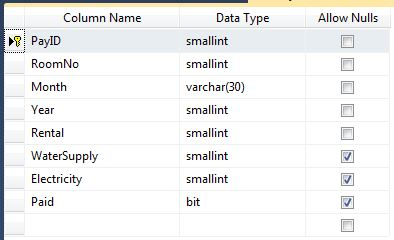 Column Name Data Type Allow Nulls
PayID smallint
RoomNo smallint
Month varchar(30)
Year smallint
Rental smallint
WaterSupply smallint
Electricity smallint
Paid bit